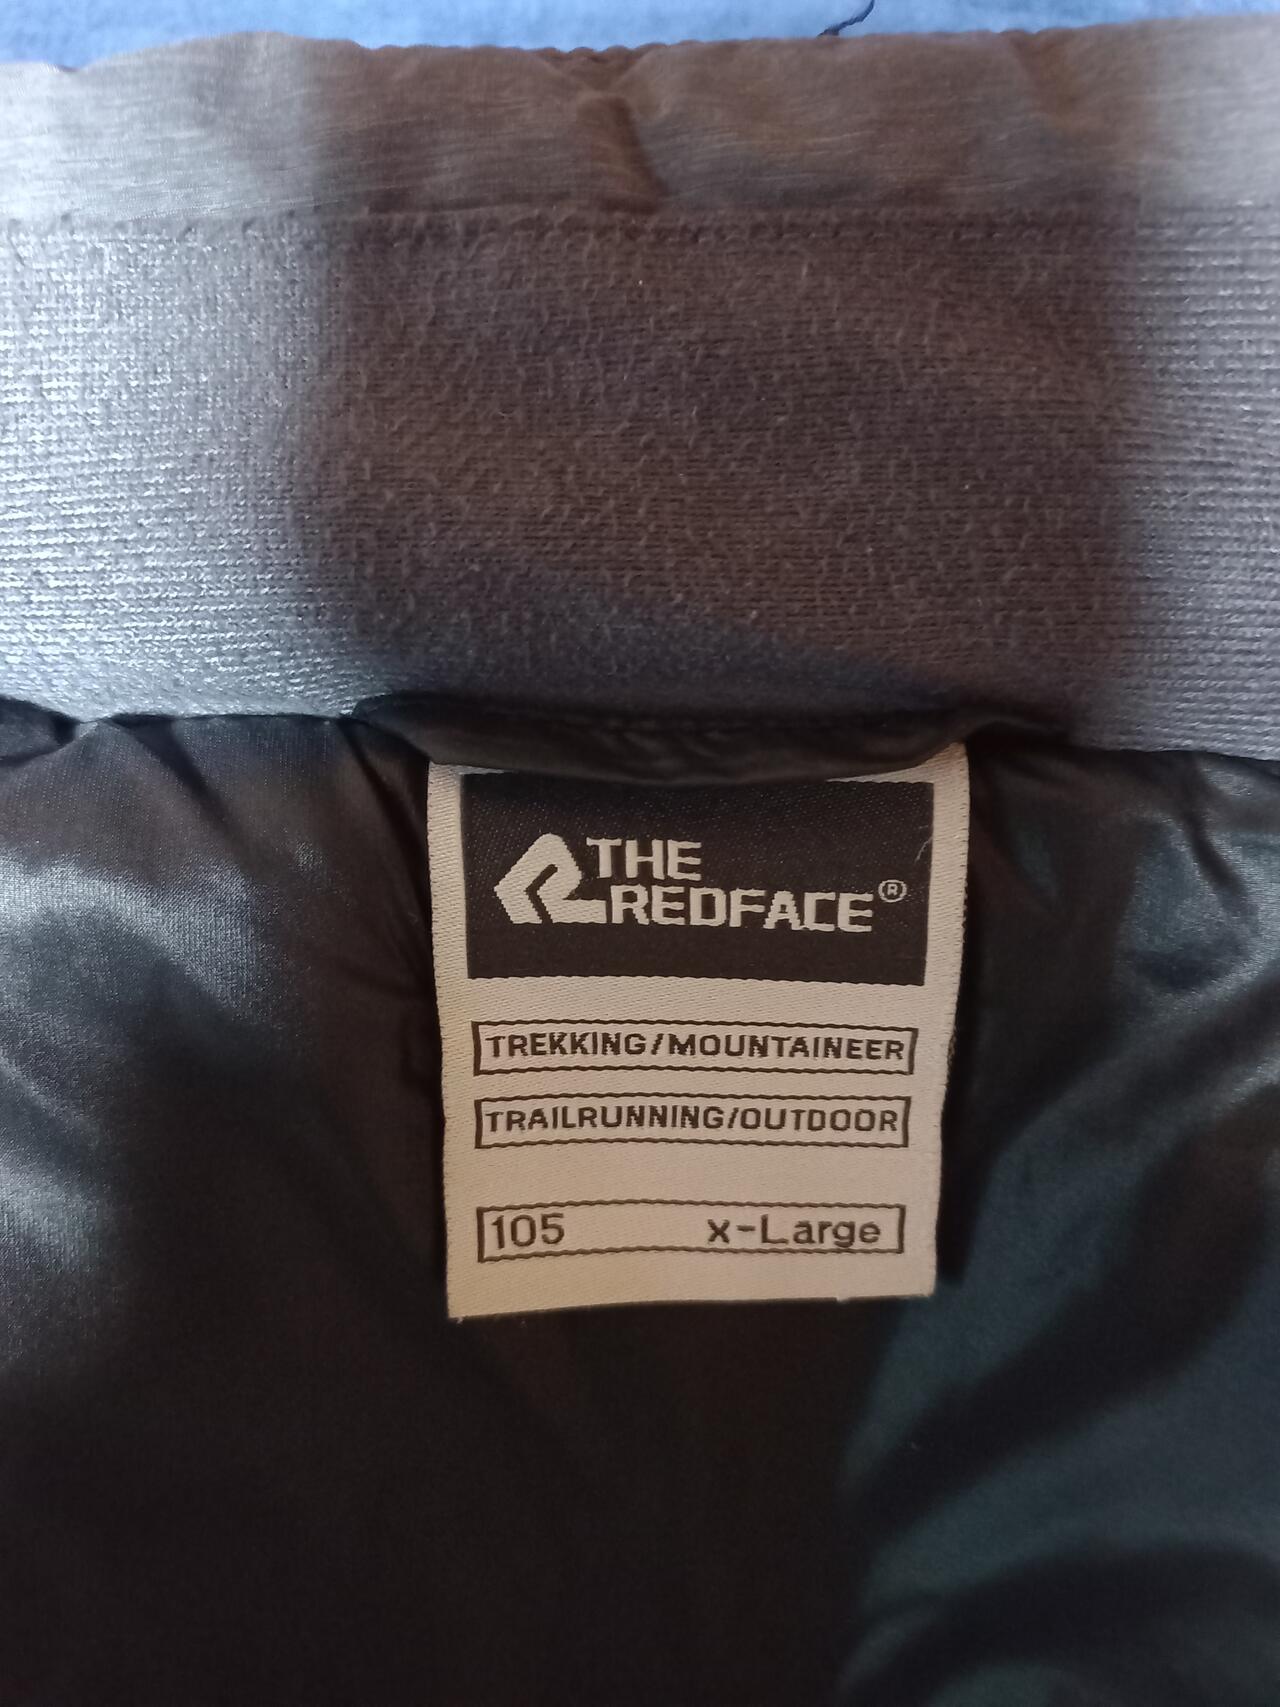 THE
REDFACE®
TREKKING/MOUNTAINEER
TRAILRUNNING/OUTDOOR
105 x-Large